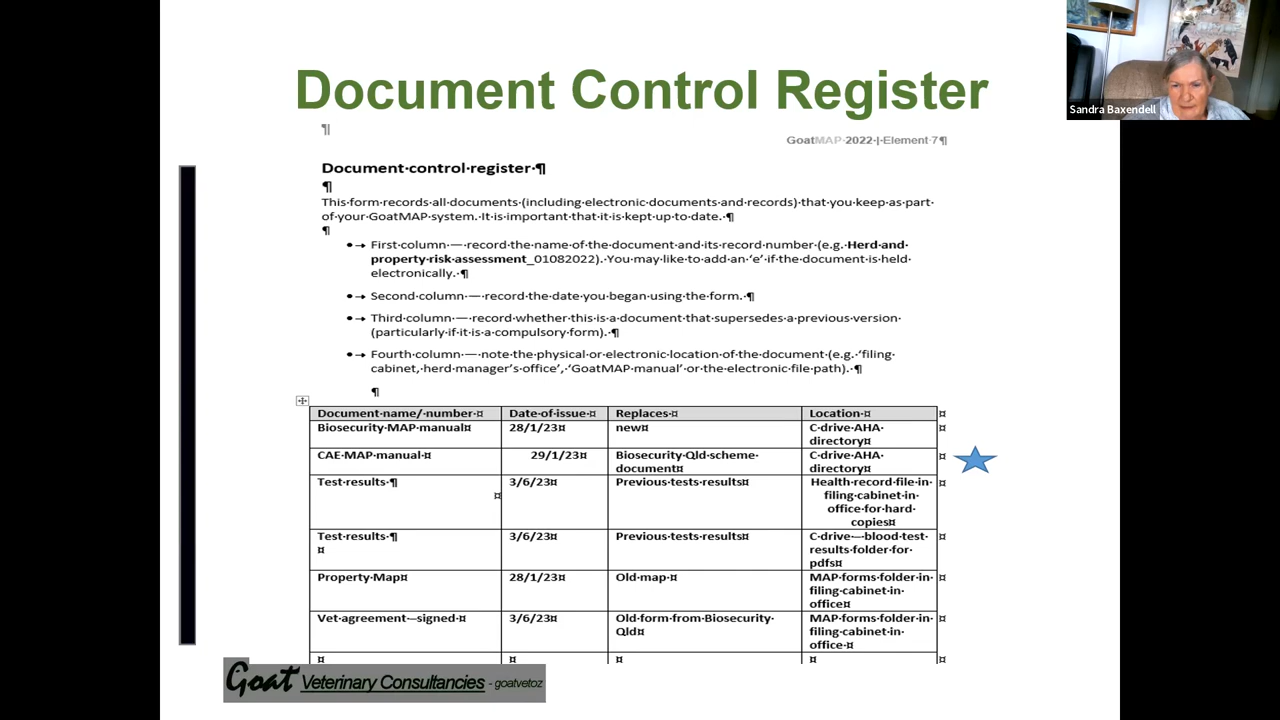 Document Control Register
Sandra Baxendell
¶
GoatMAP·2022·|·Element·7¶
Document·control·register·¶
¶
This·form·records·all·documents·(including·electronic·documents·and·records)·that·you·keep·as·part·
of·your·GoatMAP·system.·It·is·important·that·it·is·kept·up·to·date.·¶
¶
•→First·column·—·record·the·name·of·the·document·and·its·record·number·(e.g.·Herd·and·
property·risk·assessment_01082022).·You·may·like·to·add·an·‘e’·if·the·document·is·held·
electronically.·¶
•→Second·column·—·record·the·date·you·began·using·the·form.·¶
•→Third·column·—·record·whether·this·is·a·document·that·supersedes·a·previous·version·
(particularly·if·it·is·a·compulsory·form).·¶
•→Fourth·column·—·note·the·physical·or·electronic·location·of·the·document·(e.g.·‘filing·
cabinet,·herd·manager’s·office’,·‘GoatMAP·manual’·or·the·electronic·file·path).·¶
¶
Document·name/·number·¤ Date·of·issue·¤ Replaces·¤ Location·¤ ¤
Biosecurity·MAP·manual¤ 28/1/23¤ new¤ C·drive·AHA· ¤
directory¤
CAE·MAP·manual·¤ 29/1/23¤ Biosecurity·Qld·scheme· C·drive·AHA· ¤
document¤ directory¤
Test·results·¶ 3/6/23¤ Previous·tests·results¤ Health·record·file·in· ¤
¤ filing·cabinet·in·
office·for·hard·
copies¤
Test·results·¶ 3/6/23¤ Previous·tests·results¤ C·drive·–·blood·test· ¤
¤ results·folder·for·
pdfs¤
Property·Map¤ 28/1/23¤ Old·map·¤ MAP·forms·folder·in· ¤
filing·cabinet·in·
office¤
Vet·agreement·–signed·¤ 3/6/23¤ Old·form·from·Biosecurity· MAP·forms·folder·in· ¤
Qld¤ filing·cabinet·in·
office·¤
¤ ¤ ¤ ¤ ¤
Goat Veterinary Consultancies - goatvetoz